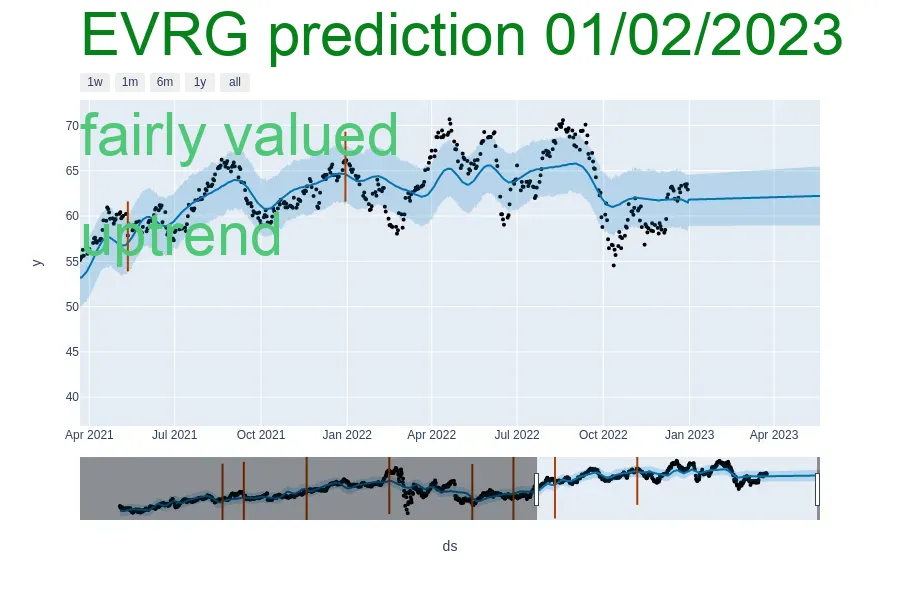 EVRG prediction 01/02/2023
1w 1m 6m 1y all
fairly valued
uptrend
70
65
60
55
50
45
40
y
Apr 2021 Jul 2021 Oct 2021 Jan 2022 Apr 2022 Jul 2022 Oct 2022 Jan 2023 Apr 2023
ds